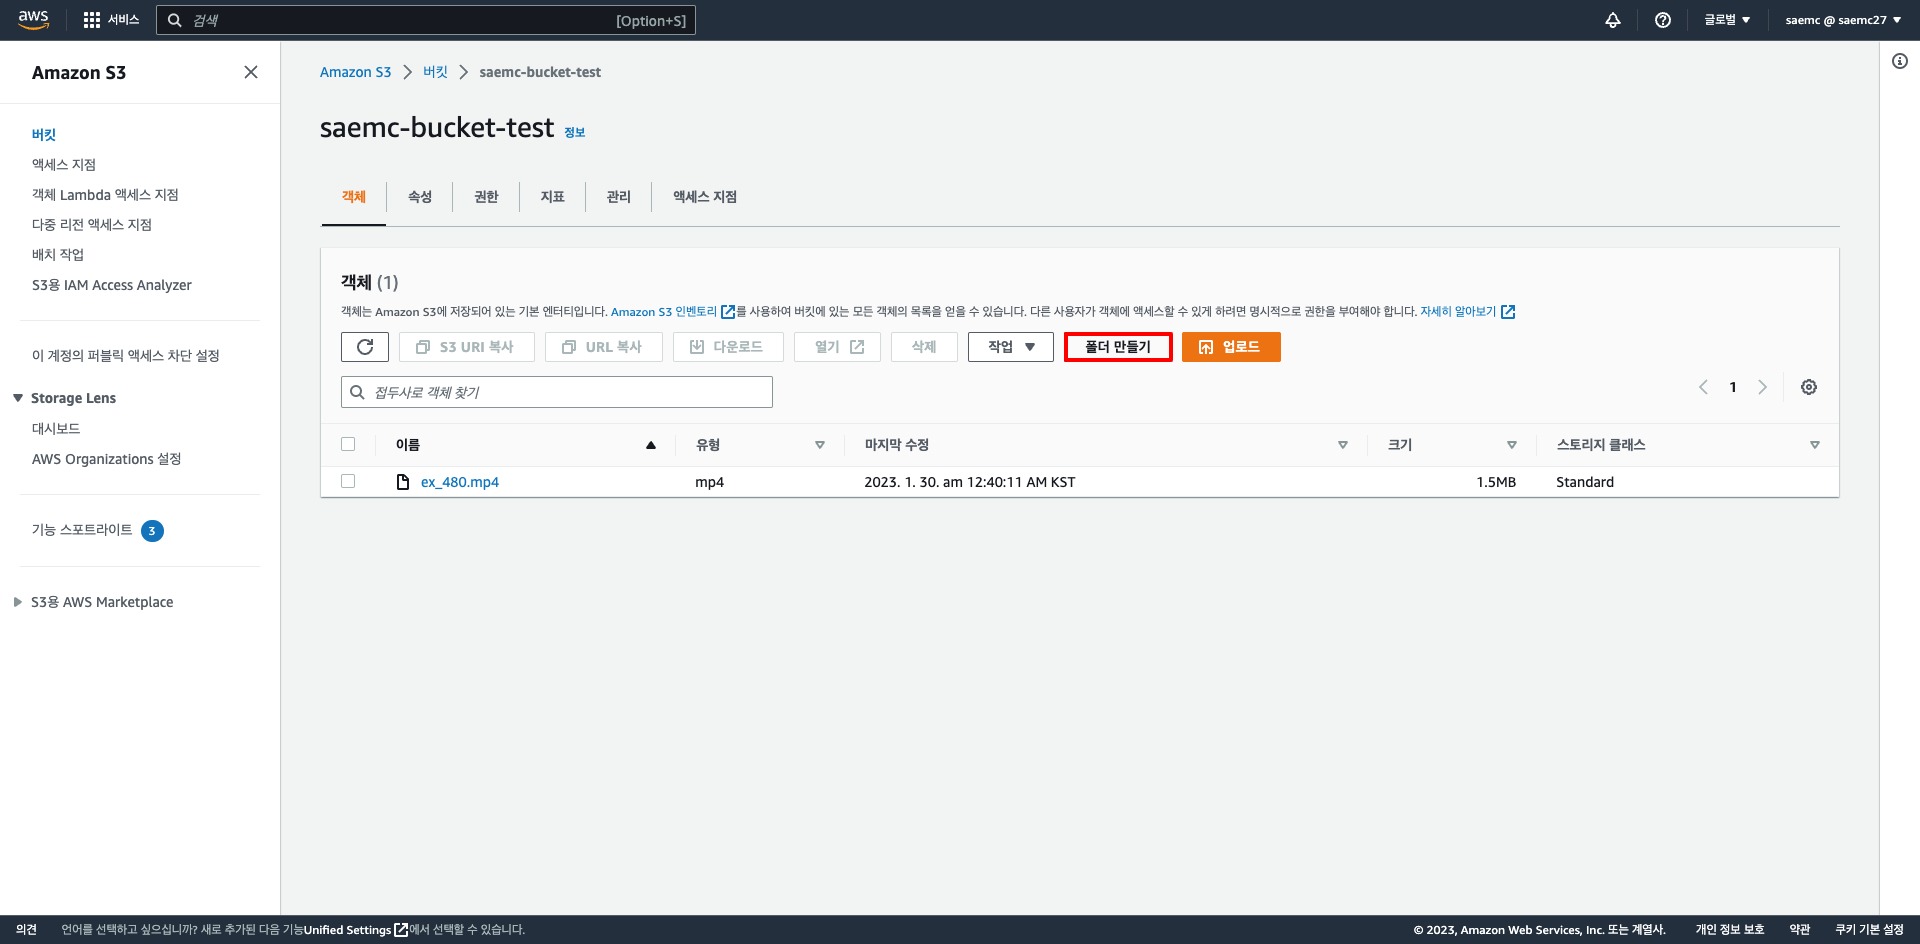 aws 서비스 검색 [Option+S] 글로벌 saemc @ saemc27
Amazon S3
버킷
액세스 지점
객체 Lambda 액세스 지점
다중 리전 액세스 지점
배치 작업
S3용 IAM Access Analyzer
이 계정의 퍼블릭 액세스 차단 설정
Storage Lens
대시보드
AWS Organizations 설정
기능 스포트라이트 3
S3용 AWS Marketplace
Amazon S3 버킷 saemc-bucket-test
saemc-bucket-test 정보
객체 속성 권한 지표 관리 액세스 지점
객체 (1)
객체는 Amazon S3에 저장되어 있는 기본 엔터티입니다. Amazon S3 인벤토리를 사용하여 버킷에 있는 모든 객체의 목록을 얻을 수 있습니다. 다른 사용자가 객체에 액세스할 수 있게 하려면 명시적으로 권한을 부여해야 합니다. 자세히 알아보기
S3 URI 복사 URL 복사 다운로드 열기 삭제 작업 폴더 만들기 업로드
접두사로 객체 찾기 1
이름 유형 마지막 수정 크기 스토리지 클래스
ex_480.mp4 mp4 2023. 1. 30. am 12:40:11 AM KST 1.5MB Standard
의견 언어를 선택하고 싶으십니까? 새로 추가된 다음 기능Unified Settings에서 선택할 수 있습니다. © 2023, Amazon Web Services, Inc. 또는 계열사. 개인 정보 보호 약관 쿠키 기본 설정